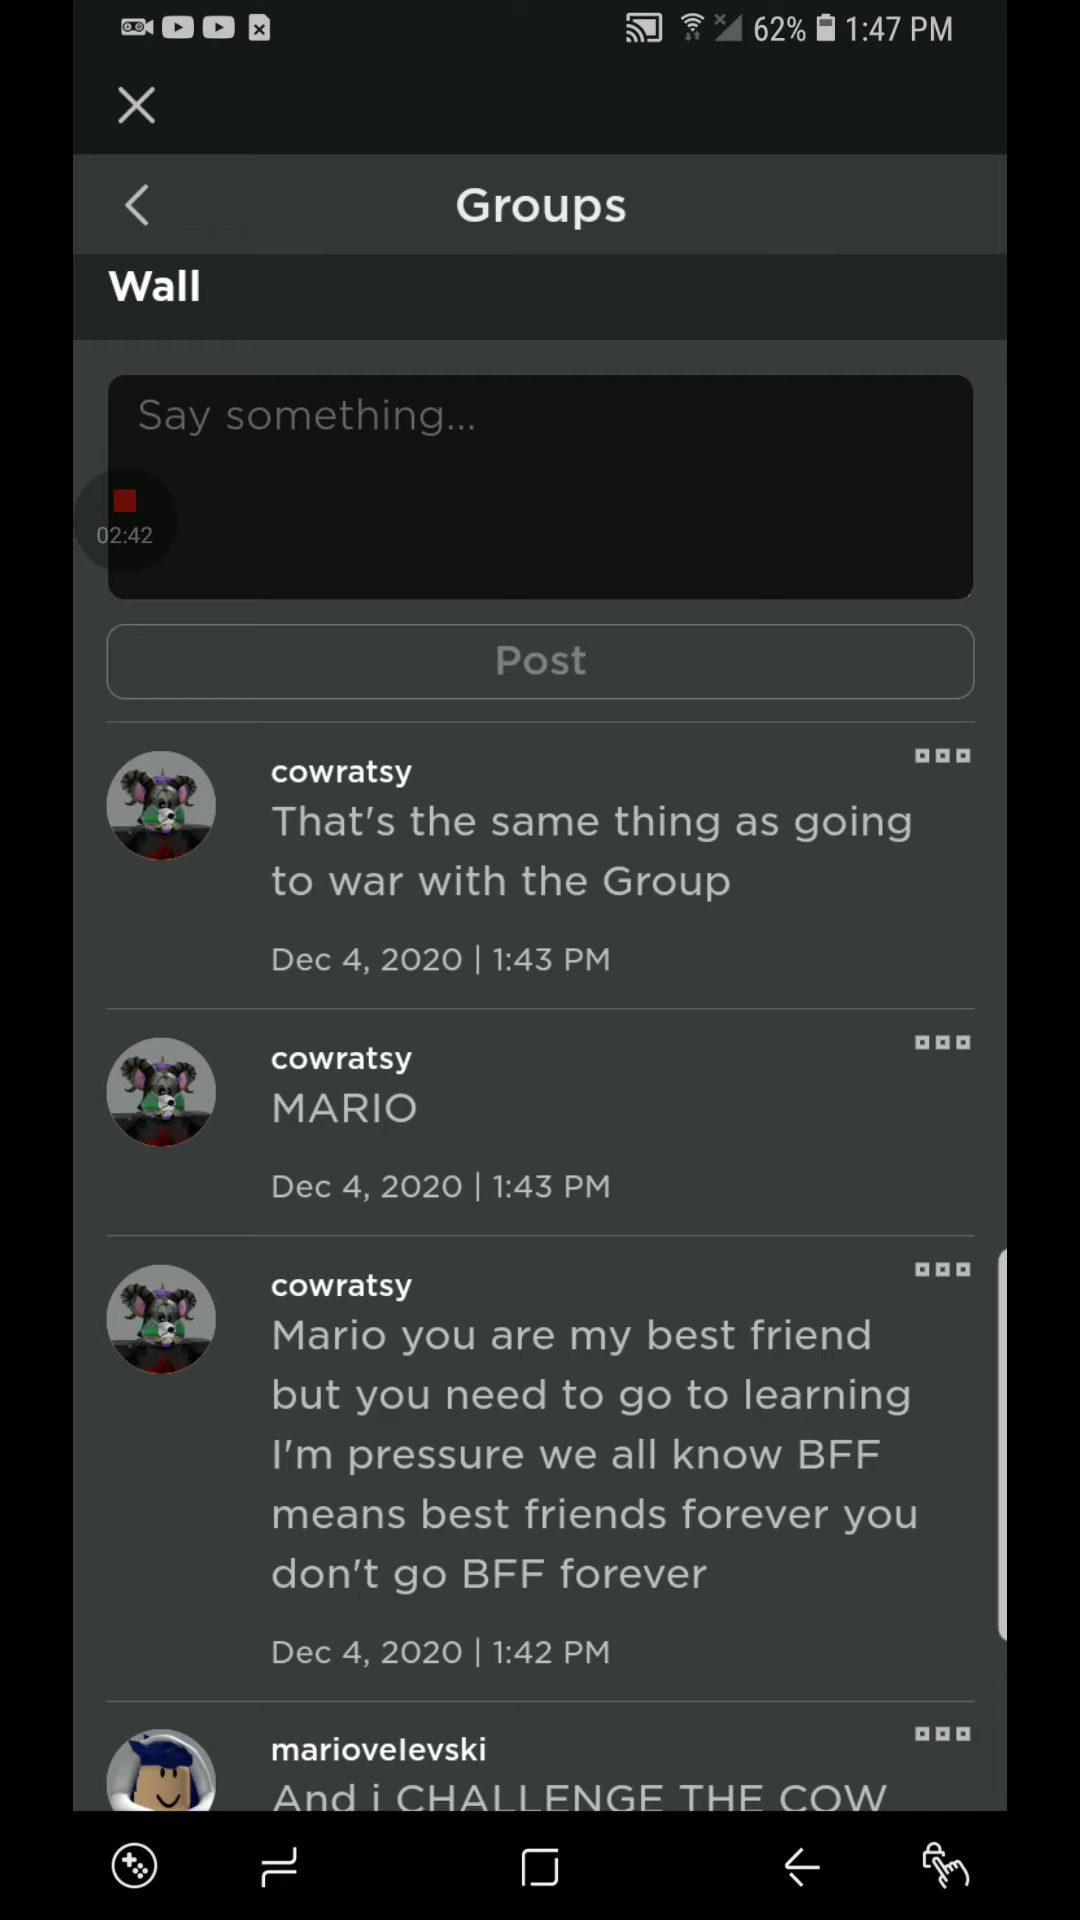 62% 1:47 PM
Groups
Wall
Say something...
02:42
Post
cowratsy
That's the same thing as going
to war with the Group
Dec 4, 2020 | 1:43 PM
cowratsy
MARIO
Dec 4, 2020 | 1:43 PM
cowratsy
Mario you are my best friend
but you need to go to learning
I'm pressure we all know BFF
means best friends forever you
don't go BFF forever
Dec 4, 2020 | 1:42 PM
mariovelevski
And i CHALLENGE THE COW